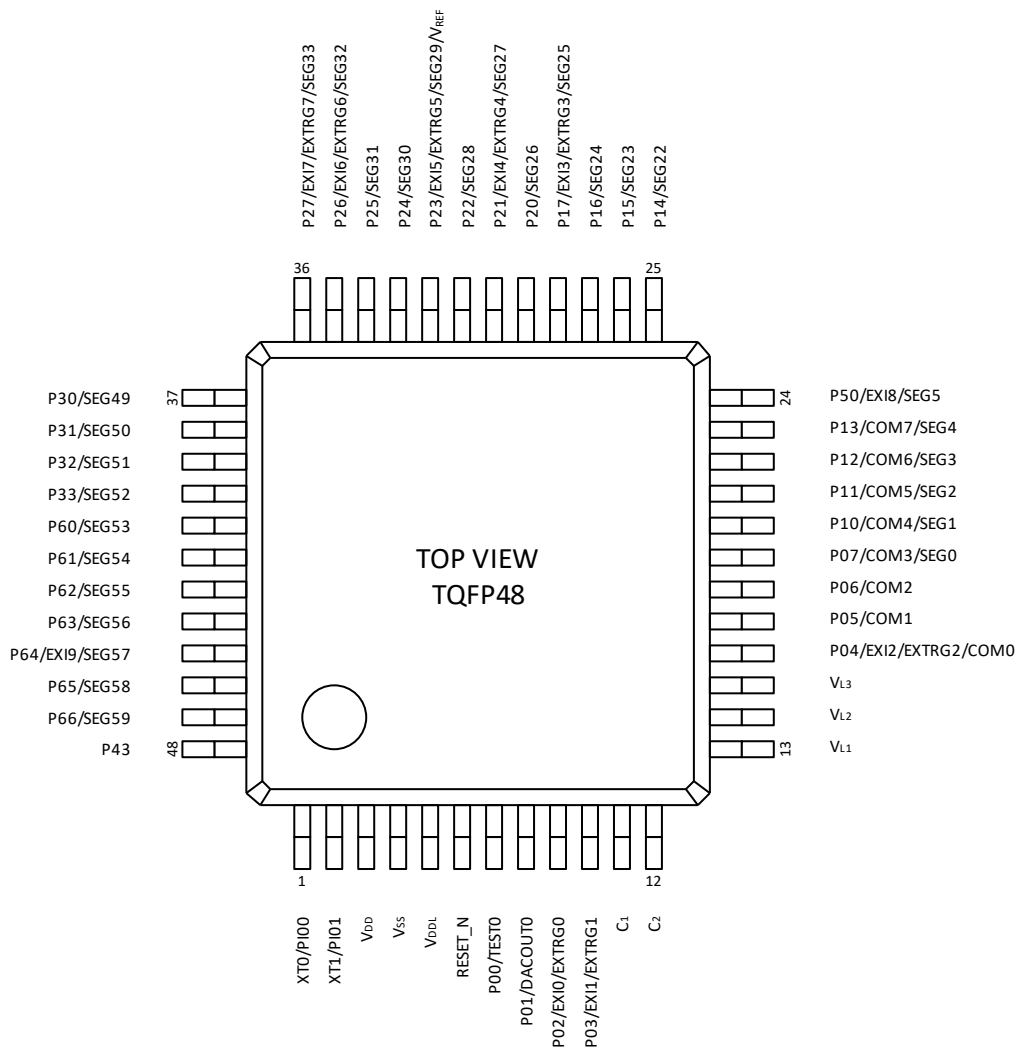 P27/EXI7/EXTRG7/SEG33
P26/EXI6/EXTRG6/SEG32
P25/SEG31
P24/SEG30
P23/EXI5/EXTRG5/SEG29/VREF
P22/SEG28
P21/EXI4/EXTRG4/SEG27
P20/SEG26
P17/EXI3/EXTRG3/SEG25
P16/SEG24
P15/SEG23
P14/SEG22
36
25
P30/SEG49
37
P31/SEG50
P32/SEG51
P33/SEG52
P60/SEG53
P61/SEG54
P62/SEG55
P63/SEG56
P64/EXI9/SEG57
P65/SEG58
P66/SEG59
P43
48
TOP VIEW
TQFP48
24
P50/EXI8/SEG5
P13/COM7/SEG4
P12/COM6/SEG3
P11/COM5/SEG2
P10/COM4/SEG1
P07/COM3/SEG0
P06/COM2
P05/COM1
P04/EXI2/EXTRG2/COM0
VL3
VL2
13
VL1
1
12
XT0/PI00
XT1/PI01
VDD
VSS
VDDL
RESET_N
P00/TEST0
P01/DACOUT0
P02/EXI0/EXTRG0
P03/EXI1/EXTRG1
C1
C2